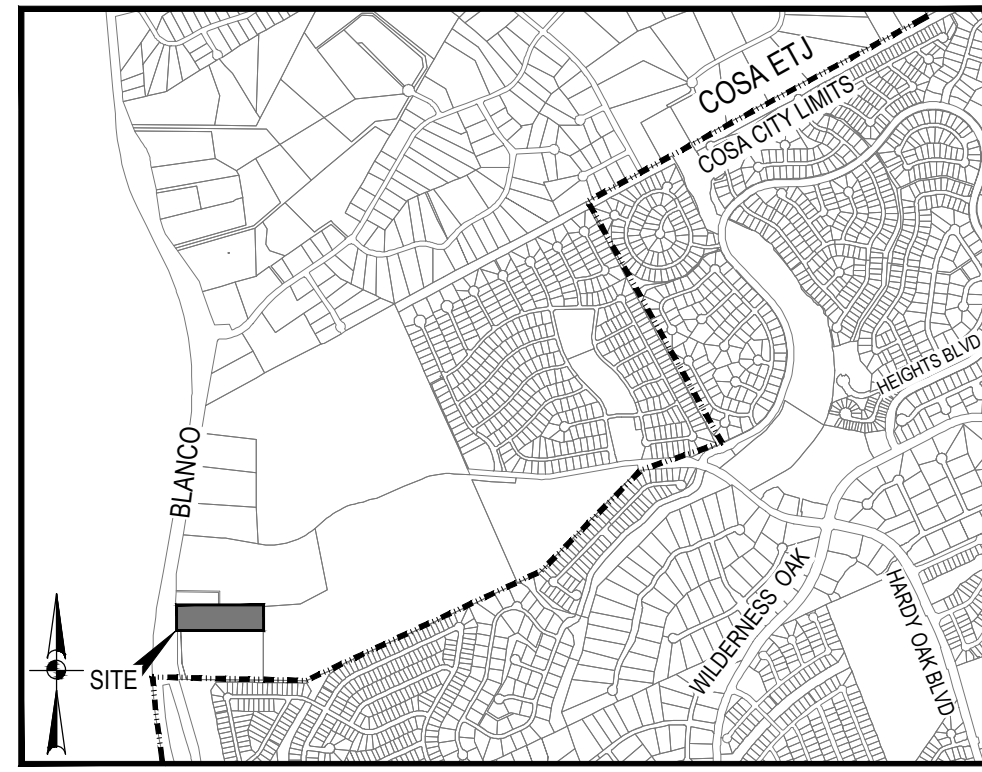 COSA ETJ
COSA CITY LIMITS
HEIGHTS BLVD
BLANCO
WILDERNESS OAK
HARDY OAK BLVD
SITE